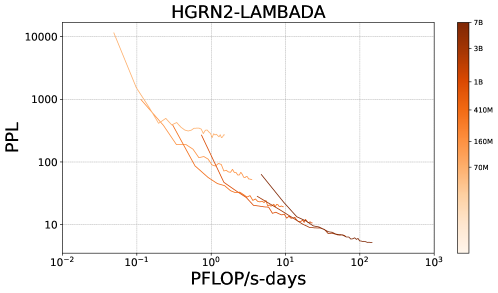 HGRN2-LAMBADA
PPL
10000
1000
100
10
10⁻²
10⁻¹
10⁰
10¹
10²
10³
PFLOP/s-days
7B
3B
1B
410M
160M
70M